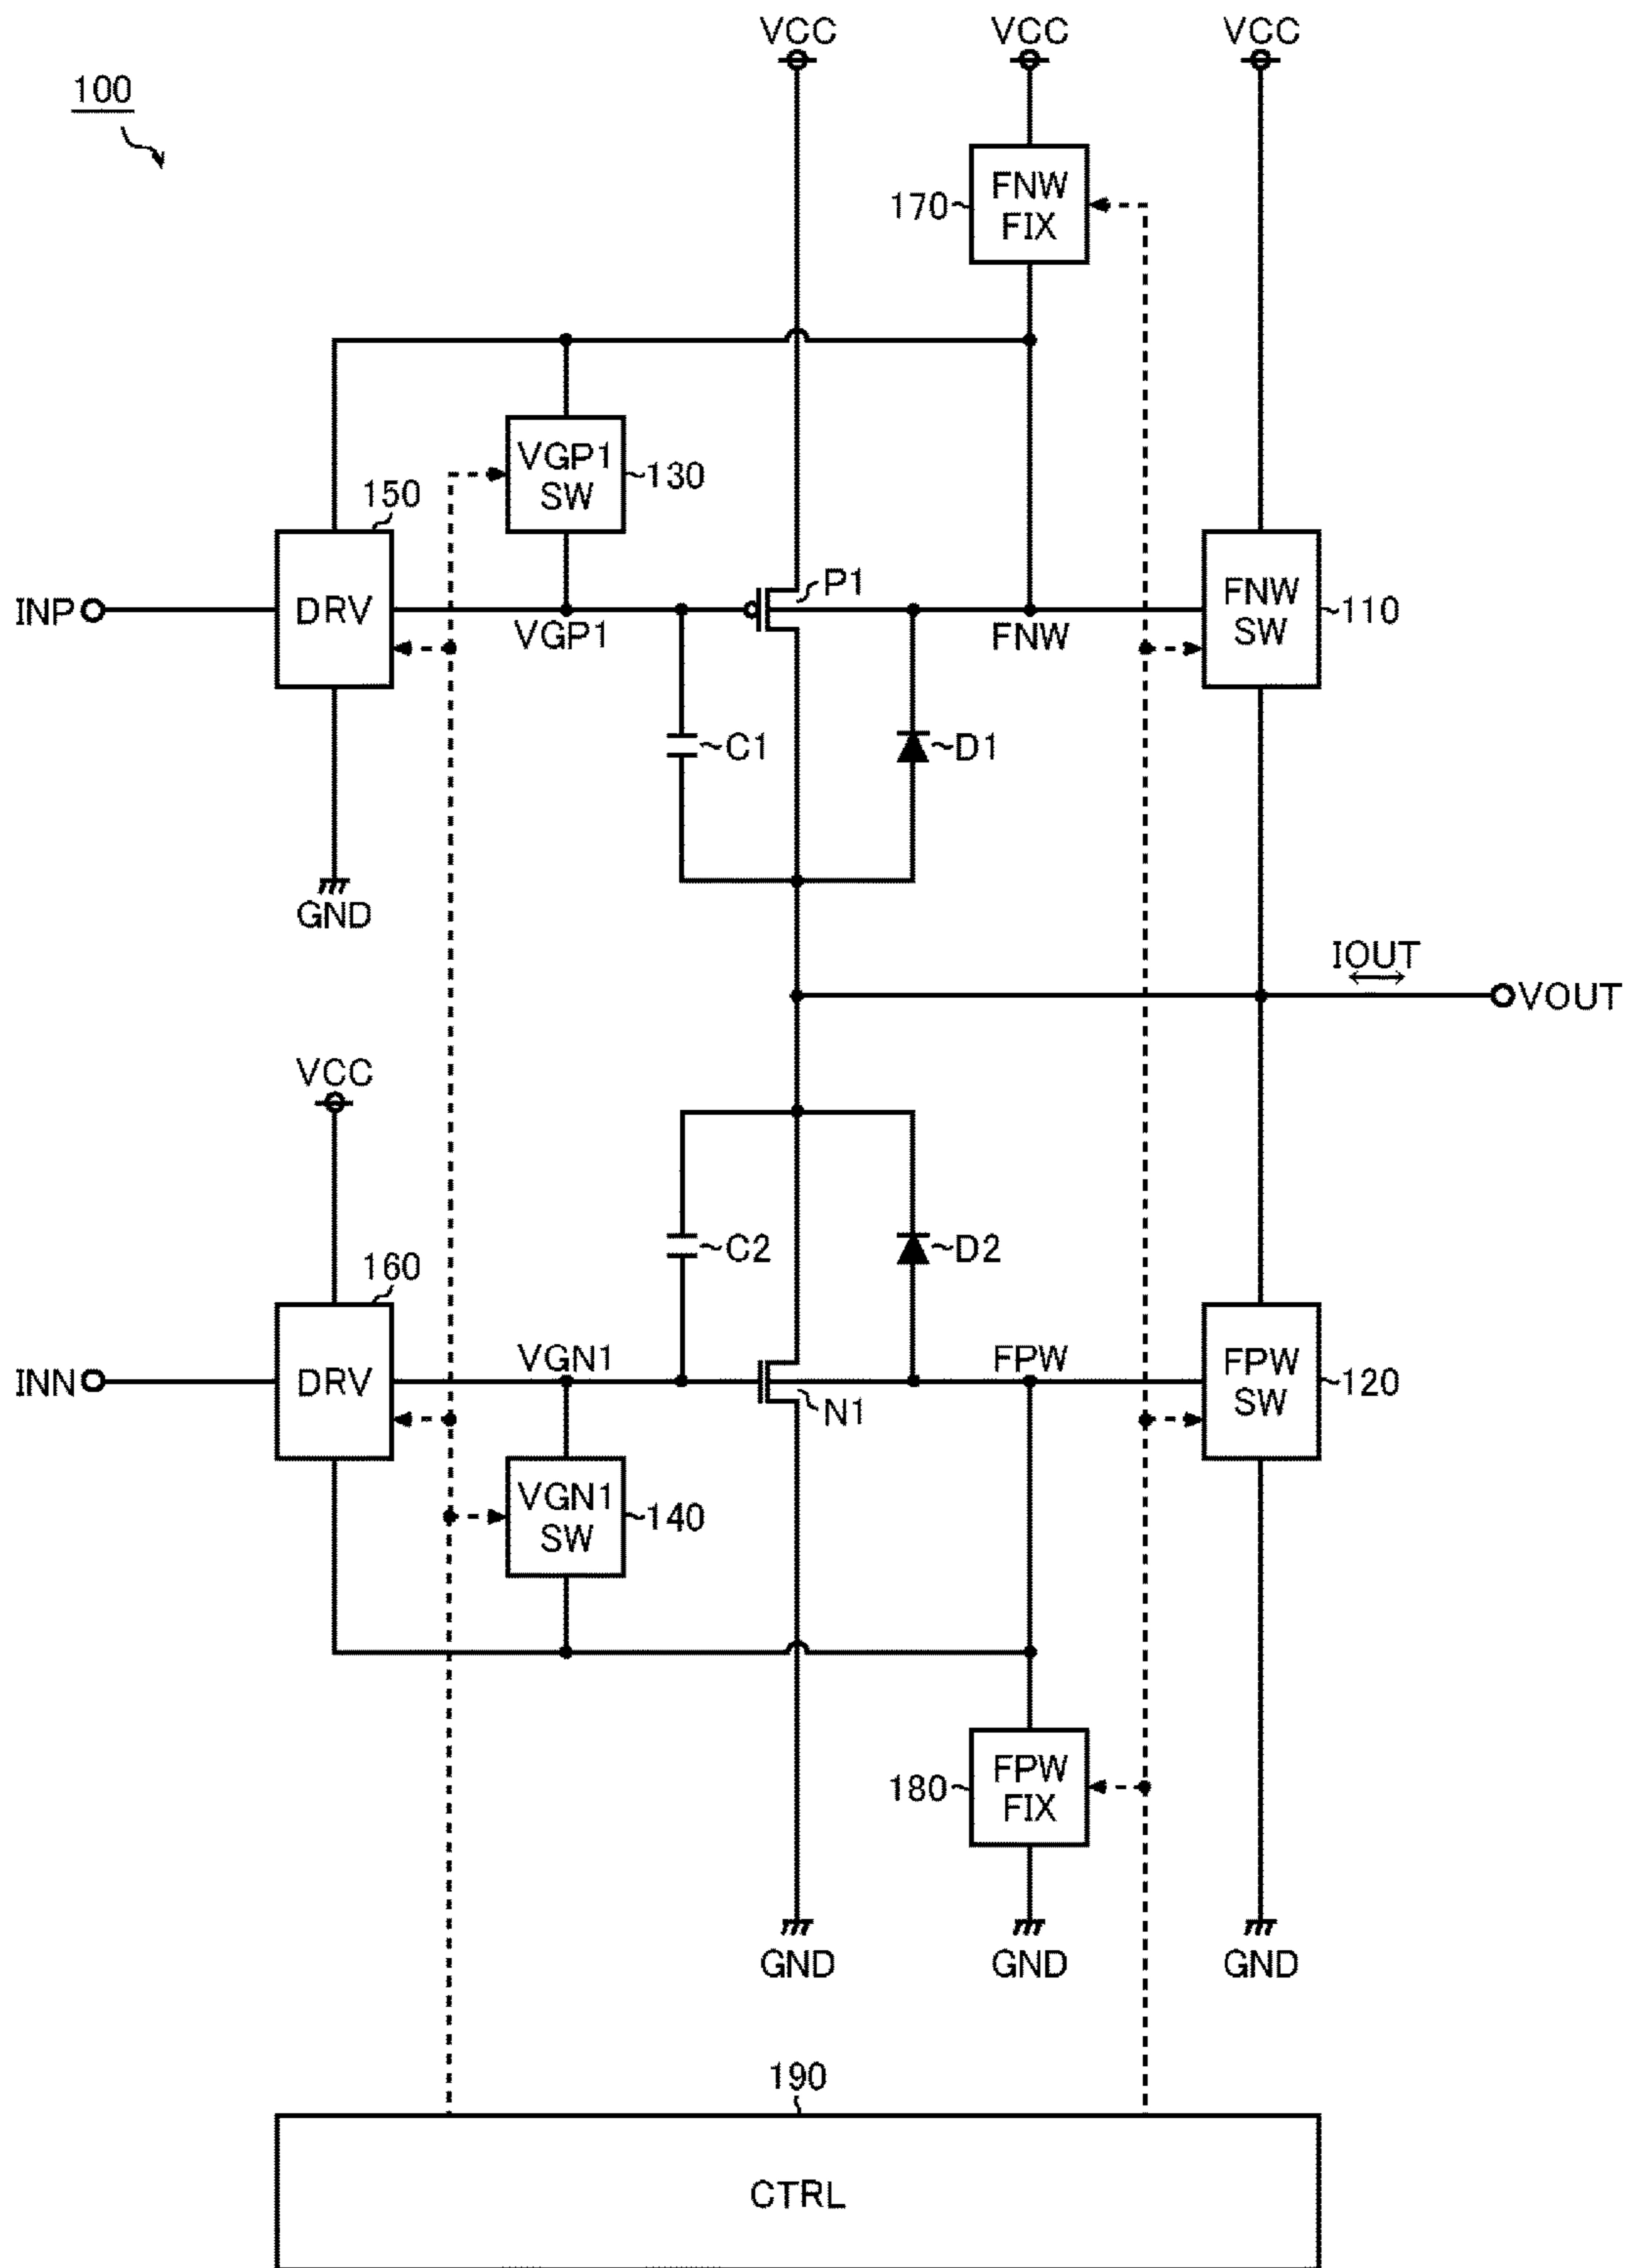 VCC
VCC
VCC
100
170
FNW
FIX
VGP1
SW
130
150
P1
INP
DRV
VGP1
FNW
FNW
SW
110
C1
D1
GND
IOUT
VOUT
VCC
C2
D2
160
INN
DRV
VGN1
FPW
N1
FPW
SW
120
VGN1
SW
140
180
FPW
FIX
GND
GND
GND
190
CTRL